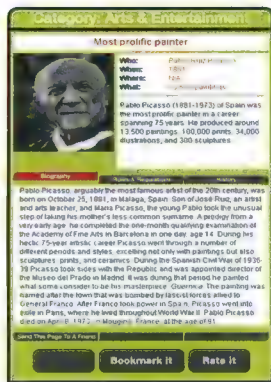 Category: Arts & Entertainment
Most prolific painter
Who:
When:
Where: N/A
What:
Pablo Picasso (1881-1973) of Spain was
the most prolific painter in a career
spanning 75 years. He produced around
13,500 paintings, 100,000 prints, 34,000
illustrations, and 300 sculptures.
Biography
Rules & Regulations
History
Pablo Picasso, arguably the most famous artist of the 20th century, was
born on October 25, 1881, in Malaga, Spain. Son of José Ruiz, an artist
and arts teacher, and Maria Picasso, the young Pablo took the unusual
step of taking his mother's less common surname. A prodigy from a
very early age, he completed the one-month qualifying examination of
the Academy of Fine Arts in Barcelona in one day, age 14. During his
hectic 75-year artistic career Picasso went through a number of
different periods and styles, excelling not only with paintings but also
sculptures, prints, and ceramics. During the Spanish Civil War of 1936-
39 Picasso took sides with the Republic and was appointed director of
the Museo del Prado in Madrid. It was during that period he painted
what some consider to be his masterpiece, Guernica. The painting was
named after the town that was bombed by fascist forces allied to
General Franco. After Franco took power in Spain, Picasso went into
exile in Paris, where he lived throughout World War II. Pablo Picasso
died on April 8, 1973, in Mougins, France, at the age of 91.
Send This Page To A Friend
Bookmark It
Rate It